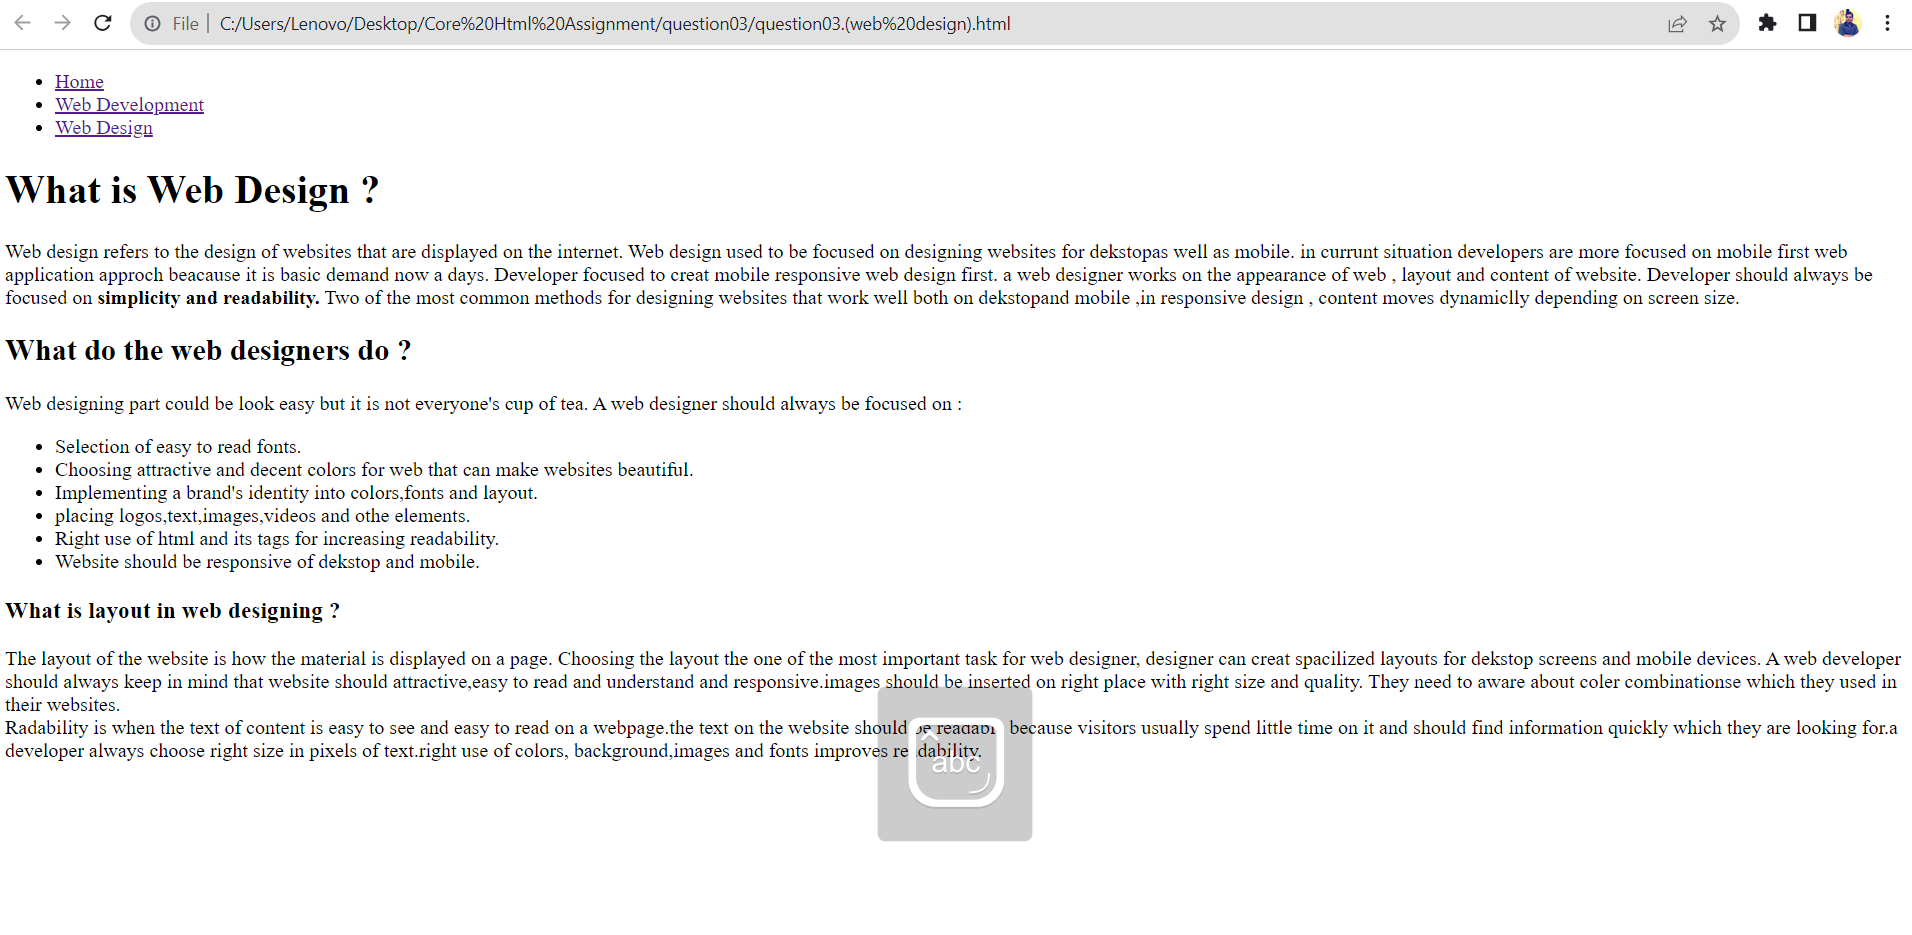 File | C:/Users/Lenovo/Desktop/Core%20Html%20Assignment/question03/question03.(web%20design).html
Home
Web Development
Web Design
What is Web Design ?
Web design refers to the design of websites that are displayed on the internet. Web design used to be focused on designing websites for dekstopas well as mobile. in currunt situation developers are more focused on mobile first web
application approch beacause it is basic demand now a days. Developer focused to creat mobile responsive web design first. a web designer works on the appearance of web , layout and content of website. Developer should always be
focused on simplicity and readability. Two of the most common methods for designing websites that work well both on dekstopand mobile ,in responsive design , content moves dynamiclly depending on screen size.
What do the web designers do ?
Web designing part could be look easy but it is not everyone's cup of tea. A web designer should always be focused on :
Selection of easy to read fonts.
Choosing attractive and decent colors for web that can make websites beautiful.
Implementing a brand's identity into colors,fonts and layout.
placing logos,text,images,videos and othe elements.
Right use of html and its tags for increasing readability.
Website should be responsive of dekstop and mobile.
What is layout in web designing ?
The layout of the website is how the material is displayed on a page. Choosing the layout the one of the most important task for web designer, designer can creat spacilized layouts for dekstop screens and mobile devices. A web developer
should always keep in mind that website should attractive,easy to read and understand and responsive.images should be inserted on right place with right size and quality. They need to aware about coler combinationse which they used in
their websites.
Radability is when the text of content is easy to see and easy to read on a webpage.the text on the website should be because visitors usually spend little time on it and should find information quickly which they are looking for.a
developer always choose right size in pixels of text.right use of colors, background,images and fonts improves
abc